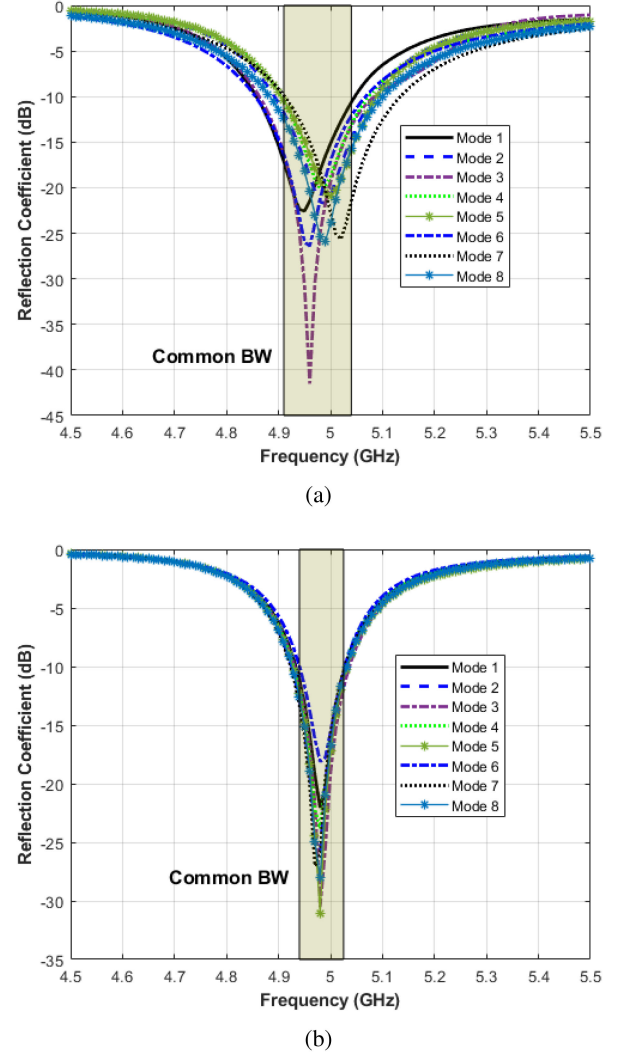 0
-5
-10
-15
-20
-25
-30
-35
-40
-45
Reflection Coefficient (dB)
Mode 1
Mode 2
Mode 3
Mode 4
Mode 5
Mode 6
Mode 7
Mode 8
Common BW
4.5 4.6 4.7 4.8 4.9 5 5.1 5.2 5.3 5.4 5.5
Frequency (GHz)
(a)
0
-5
-10
-15
-20
-25
-30
-35
Reflection Coefficient (dB)
Mode 1
Mode 2
Mode 3
Mode 4
Mode 5
Mode 6
Mode 7
Mode 8
Common BW
4.5 4.6 4.7 4.8 4.9 5 5.1 5.2 5.3 5.4 5.5
Frequency (GHz)
(b)